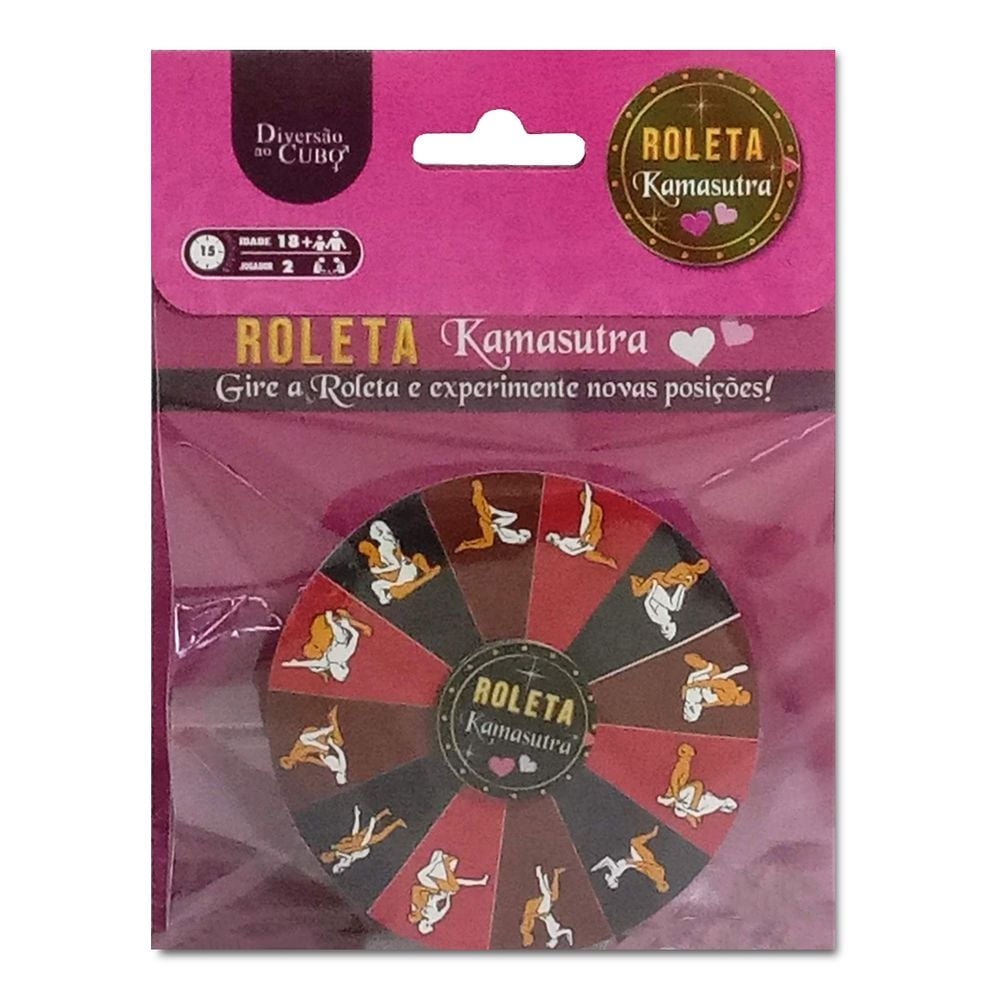 Diversão
no CUBO
ROLETA
Kamasutra
15
IDADE 18+
JOGADOR 2
ROLETA Kamasutra
Gire a Roleta e experimente novas posições!
ROLETA
Kamasutra